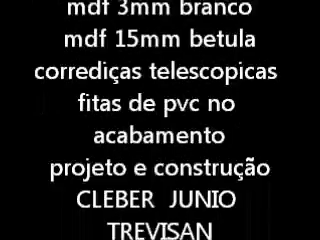 mdf 3mm branco
mdf 15mm betula
corrediças telescopicas
fitas de pvc no
acabamento
projeto e construção
CLEBER JUNIO
TREVISAN